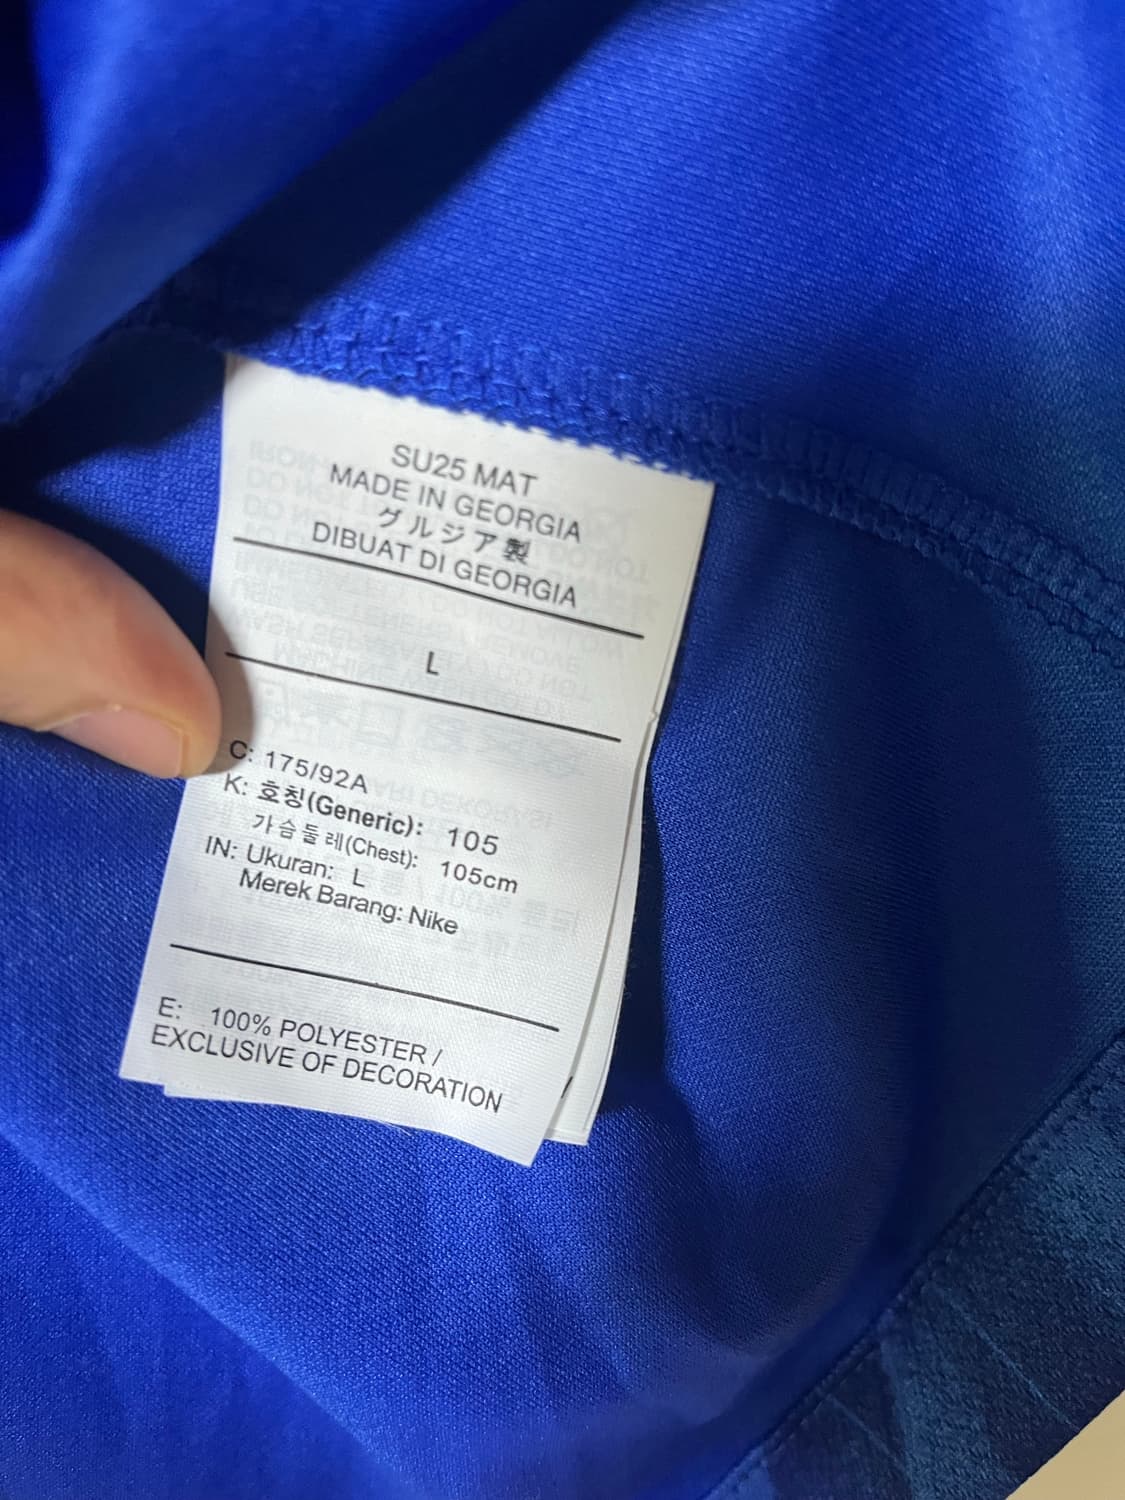 SU25 MAT
MADE IN GEORGIA
グルジア製
DIBUAT DI GEORGIA
L
C: 175/92A
K: 호칭(Generic): 105
가슴둘레(Chest): 105cm
IN: Ukuran: L
Merek Barang: Nike
E: 100% POLYESTER /
EXCLUSIVE OF DECORATION